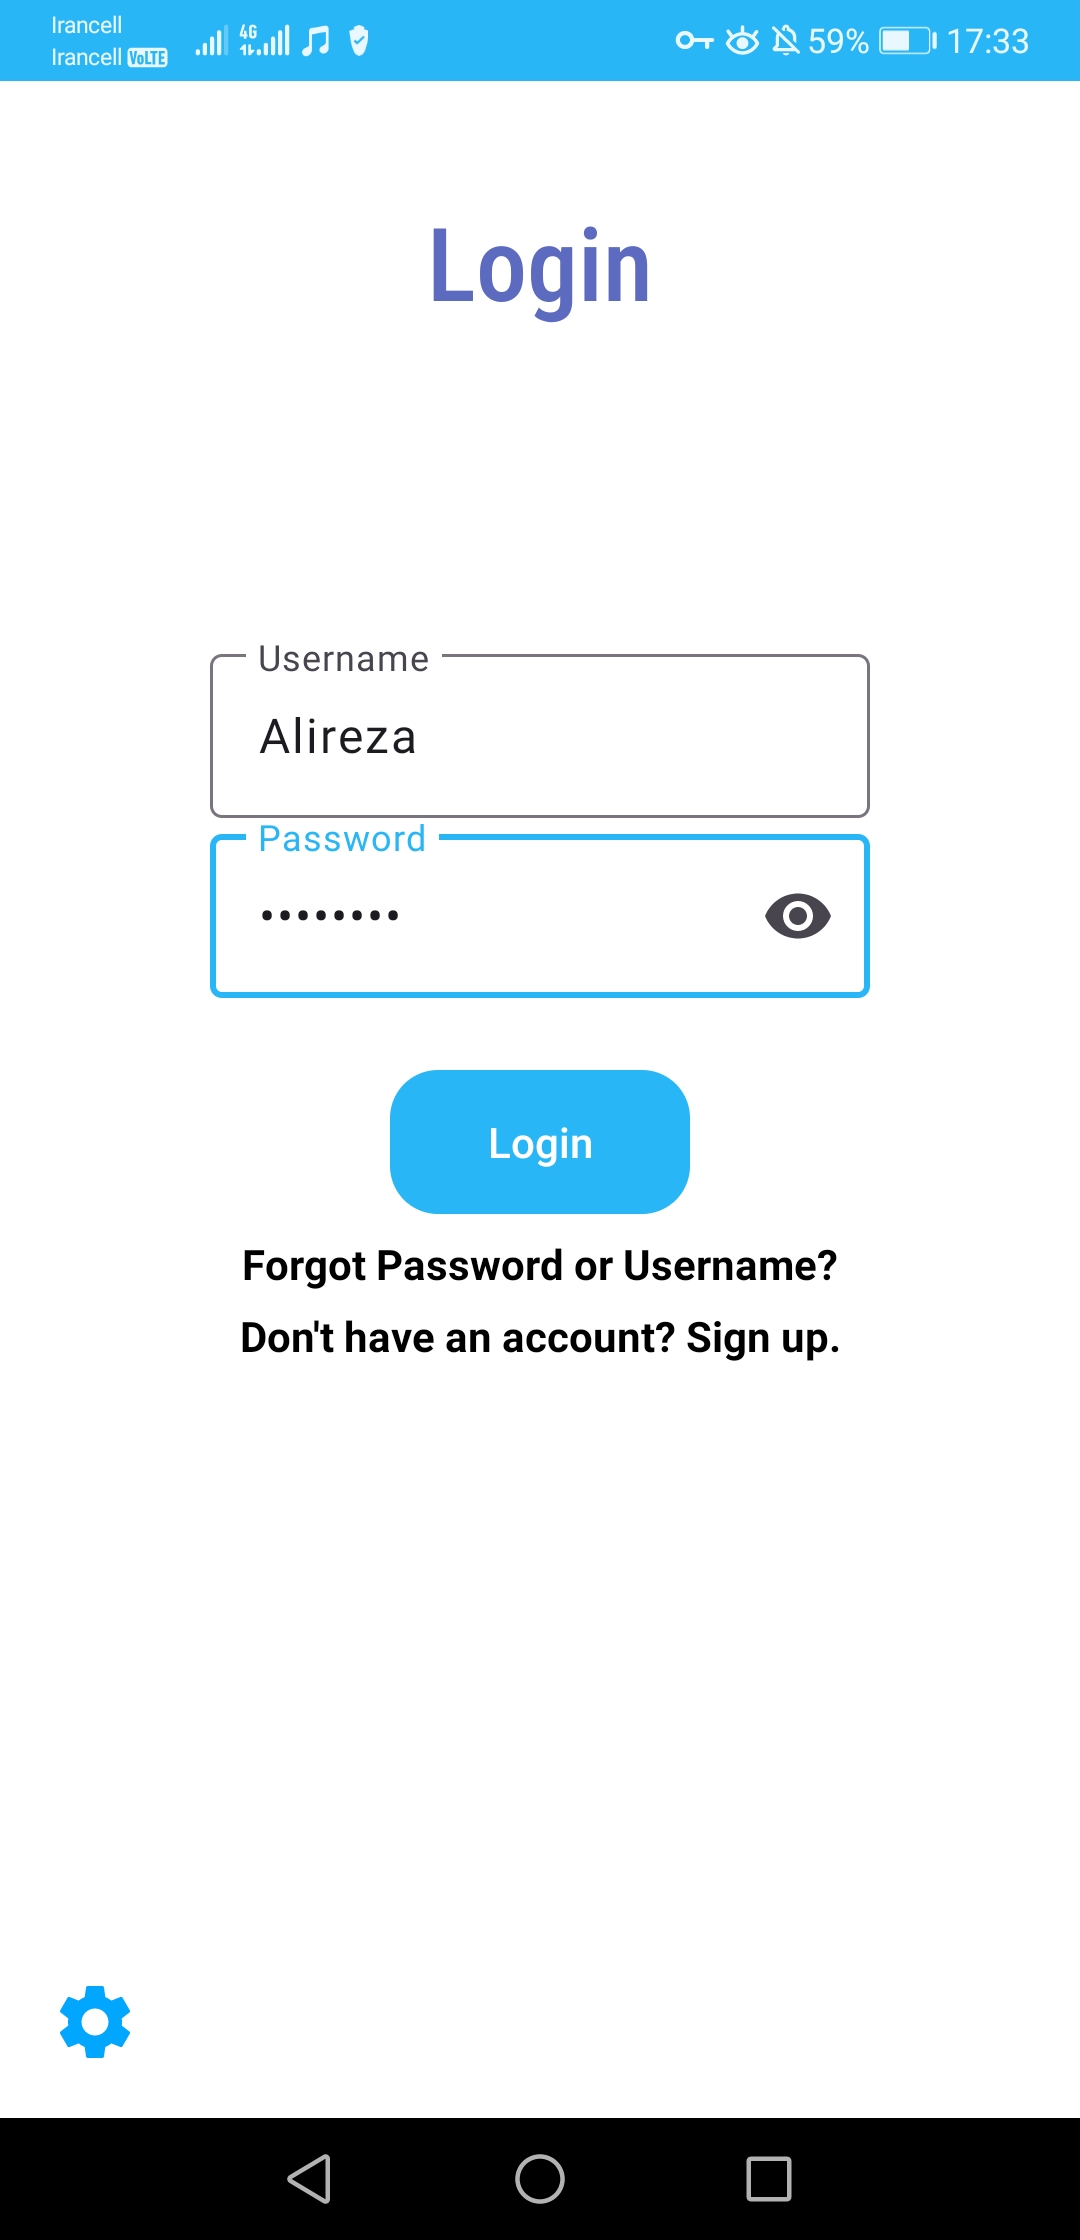 Irancell
Irancell VoLTE 4G 59% 17:33
Login
Username
Alireza
Password
••••••••
Login
Forgot Password or Username?
Don't have an account? Sign up.